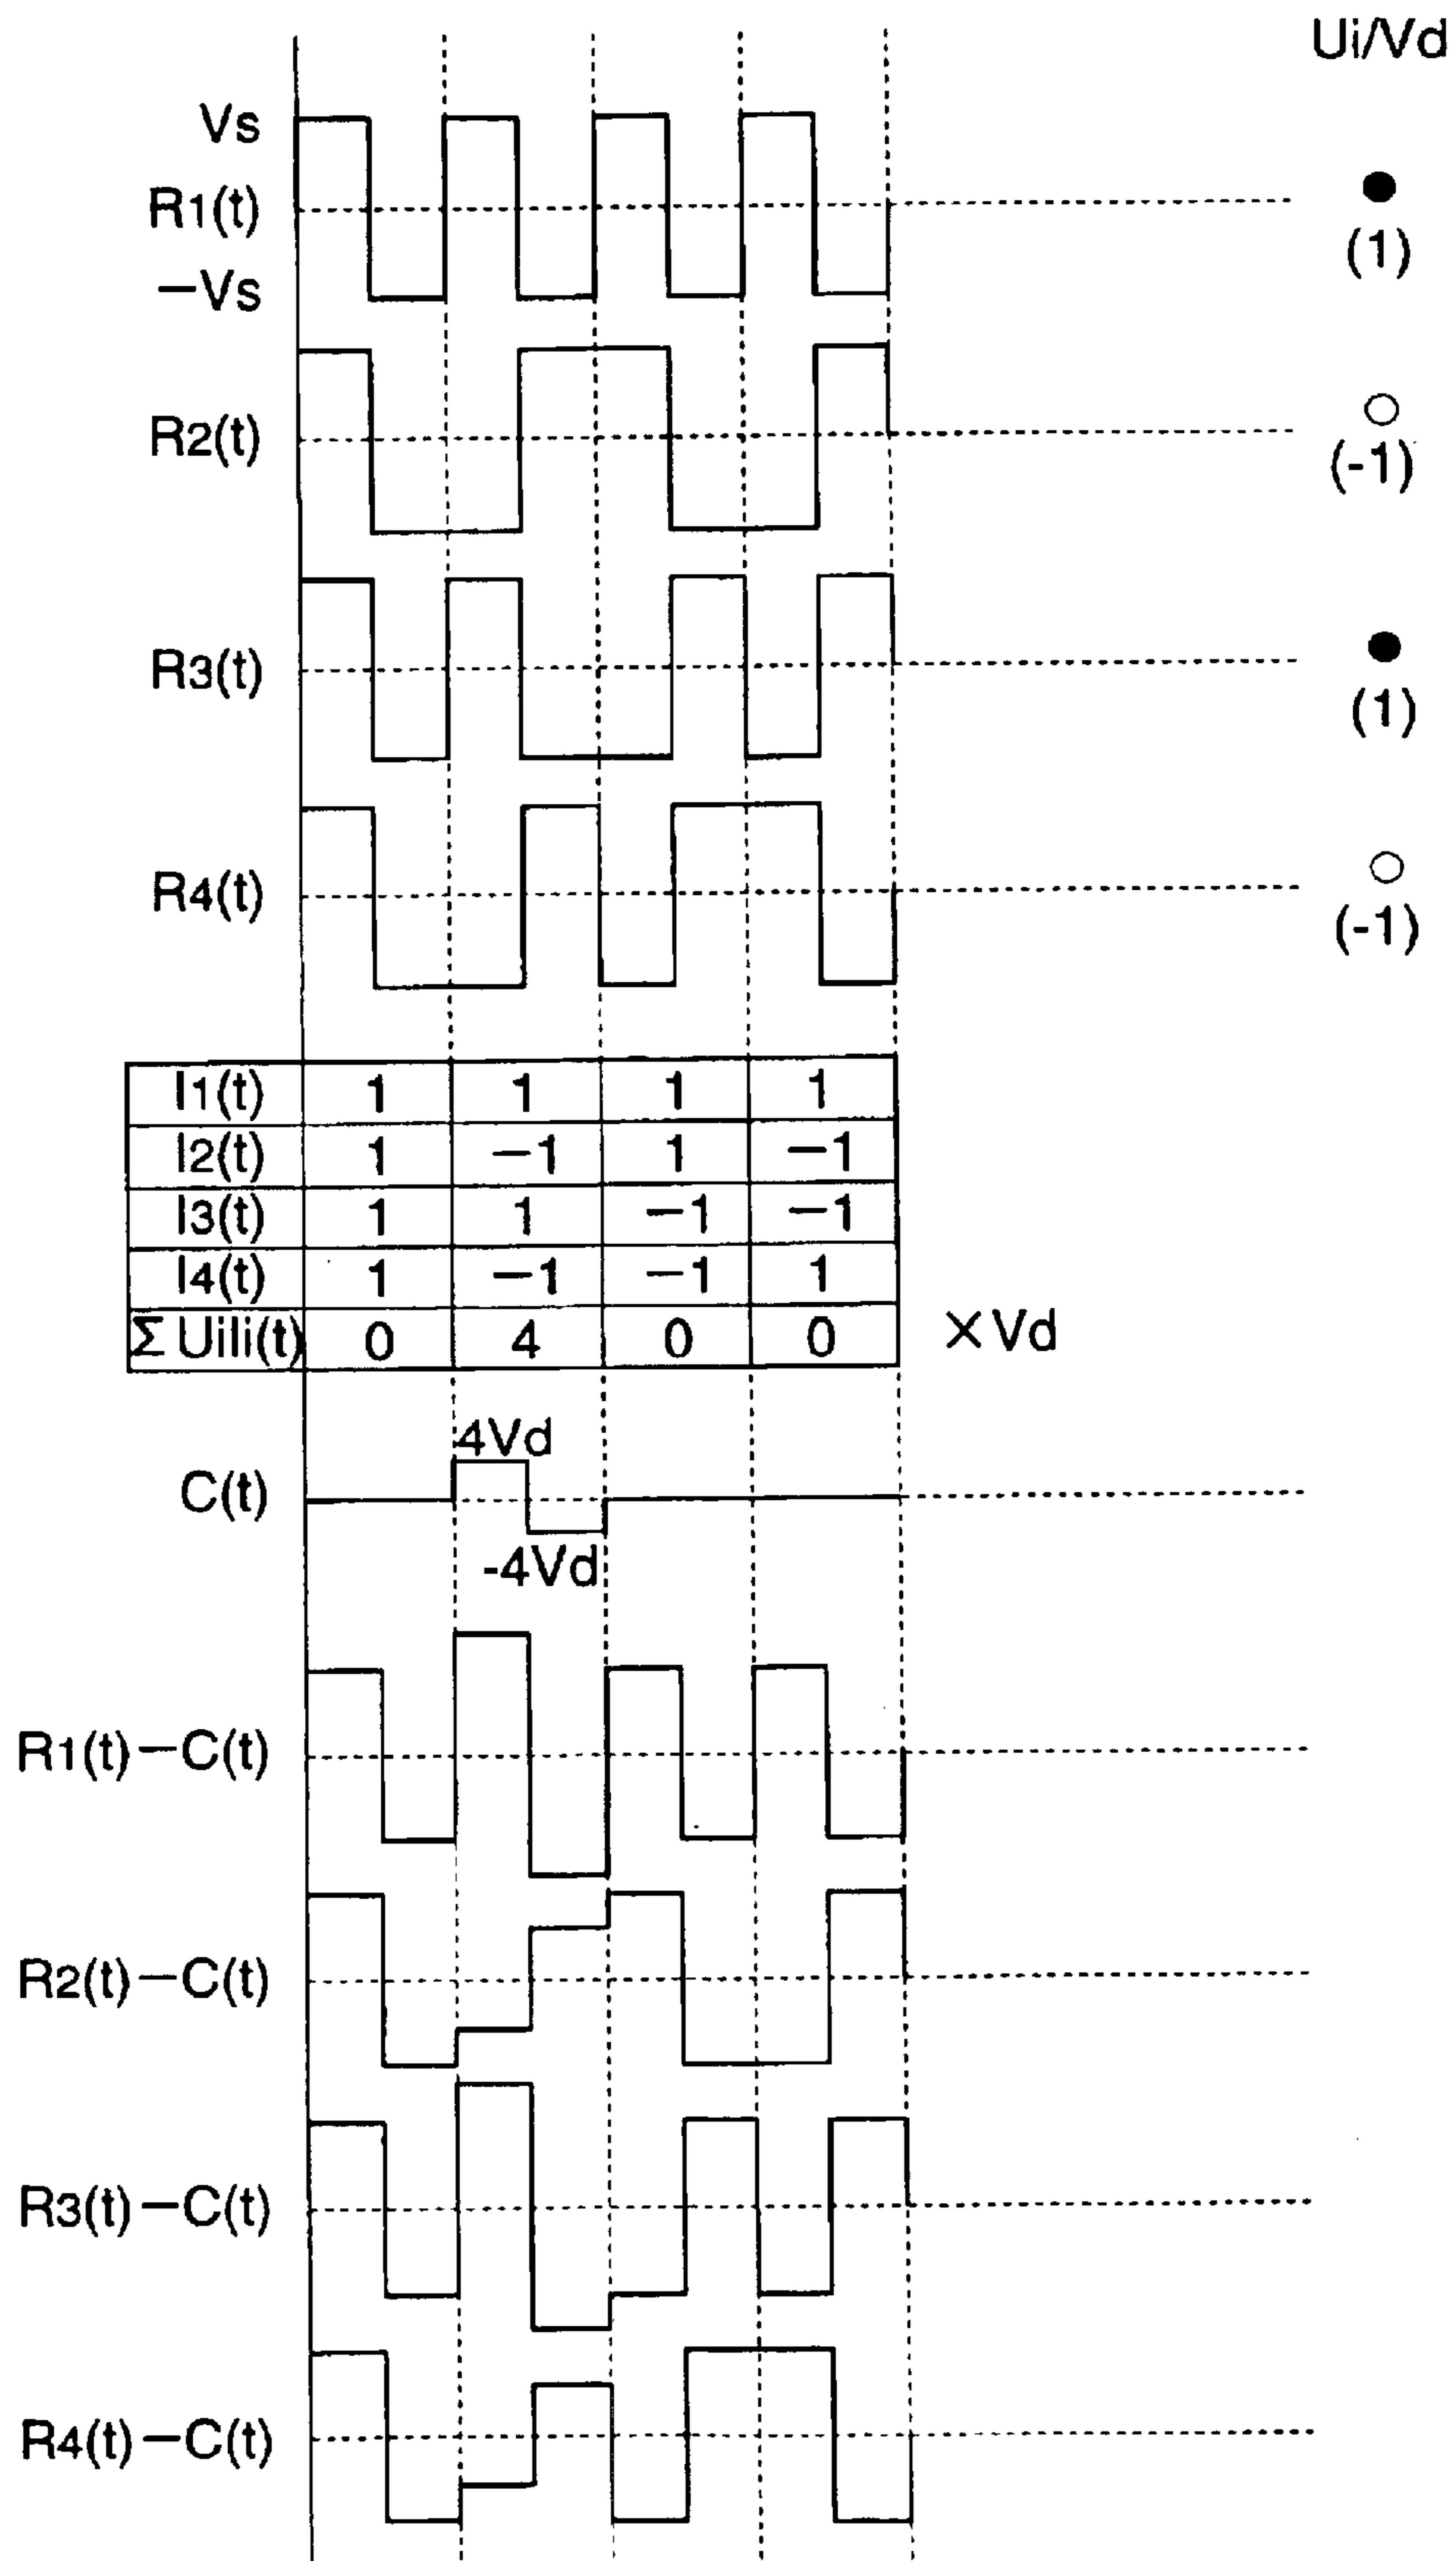 Ui/Vd
Vs
R1(t)
(1)
−Vs
R2(t)
(-1)
R3(t)
(1)
R4(t)
(-1)
I1(t) 1 1 1 1
I2(t) 1 −1 1 −1
I3(t) 1 1 −1 −1
I4(t) 1 −1 −1 1
ΣUiIi(t) 0 4 0 0 ×Vd
4Vd
C(t)
-4Vd
R1(t)−C(t)
R2(t)−C(t)
R3(t)−C(t)
R4(t)−C(t)